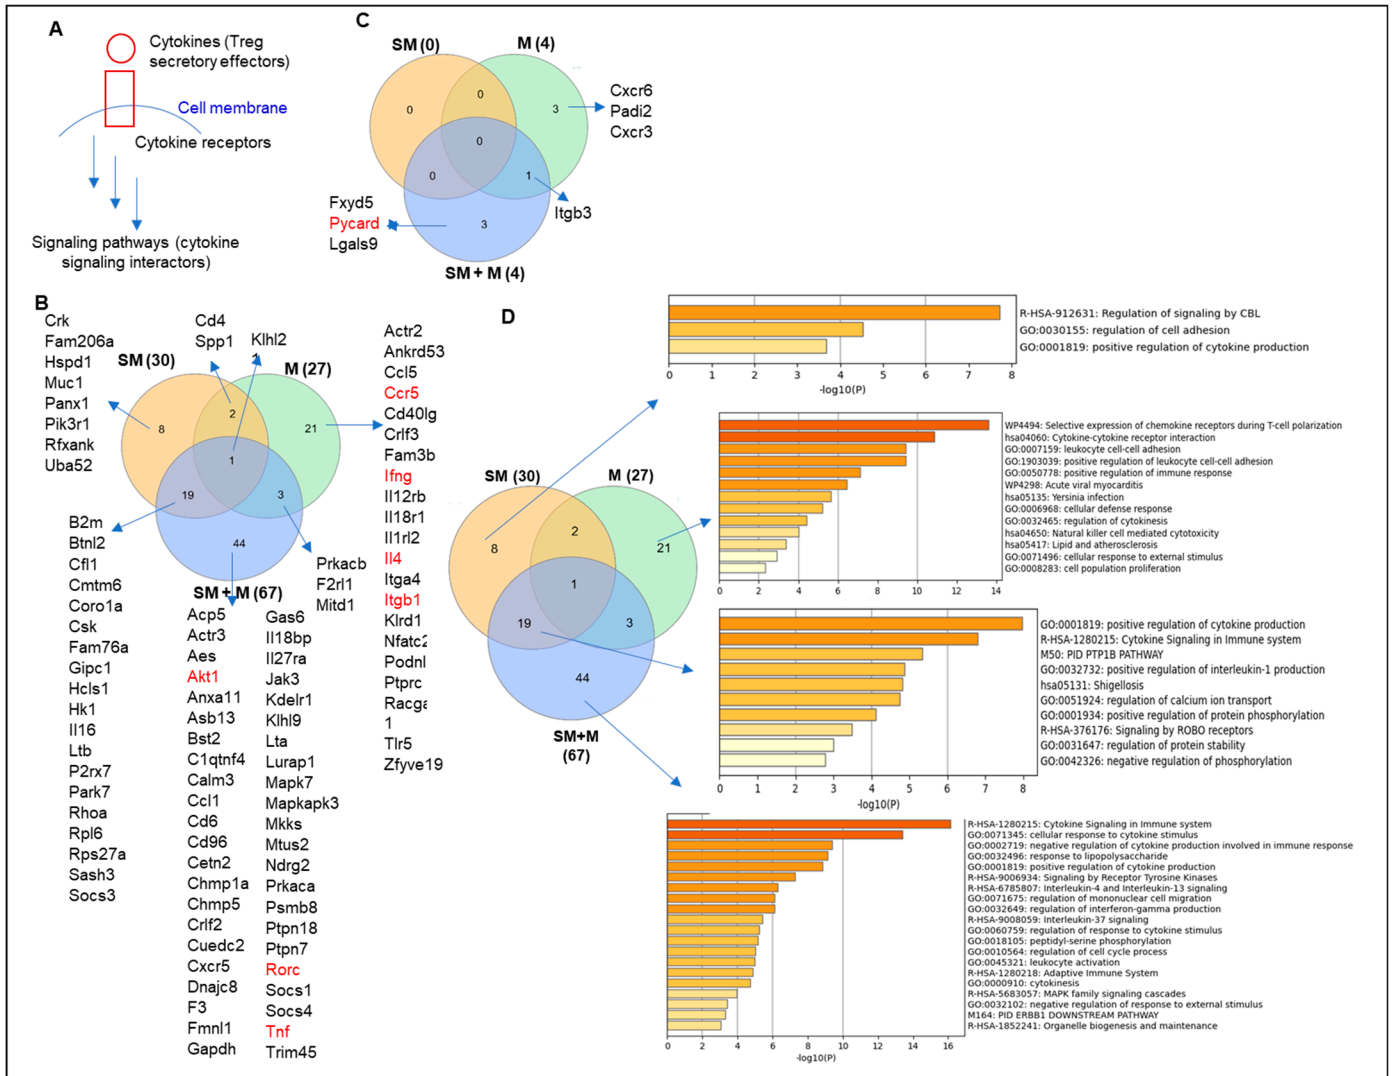 A
Cytokines (Treg
secretory effectors)
Cell membrane
Cytokine receptors
Signaling pathways (cytokine
signaling interactors)
C
SM (0)
M (4)
0
0
3
0
0
1
3
SM + M (4)
Cxcr6
Padi2
Cxcr3
Itgb3
Fxyd5
Pycard
Lgals9
B
Crk
Fam206a
Hspd1
Muc1
Panx1
Pik3r1
Rfxank
Uba52
SM (30)
Cd4
Spp1
Klhl2
M (27)
8
2
21
1
19
3
44
SM + M (67)
B2m
Btnl2
Cfl1
Cmtm6
Coro1a
Csk
Fam76a
Gipc1
Hcls1
Hk1
Il16
Ltb
P2rx7
Park7
Rhoa
Rpl6
Rps27a
Sash3
Socs3
Acp5
Actr3
Aes
Akt1
Anxa11
Asb13
Bst2
C1qtnf4
Calm3
Ccl1
Cd6
Cd96
Cetn2
Chmp1a
Chmp5
Crlf2
Cuedc2
Cxcr5
Dnajc8
F3
Fmnl1
Gapdh
Gas6
Il18bp
Il27ra
Jak3
Kdelr1
Klhl9
Lta
Lurap1
Mapk7
Mapkapk3
Mkks
Mtus2
Ndrg2
Prkaca
Psmb8
Ptpn18
Ptpn7
Rorc
Socs1
Socs4
Tnf
Trim45
Prkacb
F2rl1
Mitd1
Actr2
Ankrd53
Ccl5
Ccr5
Cd40lg
Crlf3
Fam3b
Ifng
Il12rb
Il18r1
Il1rl2
Il4
Itga4
Itgb1
Klrd1
Nfatc2
Podnl
Ptprc
Racga
1
Tlr5
Zfyve19
D
SM (30)
M (27)
8
2
21
1
19
3
44
SM+M
(67)
R-HSA-912631: Regulation of signaling by CBL
GO:0030155: regulation of cell adhesion
GO:0001819: positive regulation of cytokine production
0 1 2 3 4 5 6 7 8
-log10(P)
WP4494: Selective expression of chemokine receptors during T-cell polarization
hsa04060: Cytokine-cytokine receptor interaction
GO:0007159: leukocyte cell-cell adhesion
GO:1903039: positive regulation of leukocyte cell-cell adhesion
GO:0050778: positive regulation of immune response
WP4298: Acute viral myocarditis
hsa05135: Yersinia infection
GO:0006968: cellular defense response
GO:0032465: regulation of cytokinesis
hsa04650: Natural killer cell mediated cytotoxicity
hsa05417: Lipid and atherosclerosis
GO:0071496: cellular response to external stimulus
GO:0008283: cell population proliferation
0 2 4 6 8 10 12 14
-log10(P)
GO:0001819: positive regulation of cytokine production
R-HSA-1280215: Cytokine Signaling in Immune system
M50: PID PTP1B PATHWAY
GO:0032732: positive regulation of interleukin-1 production
hsa05131: Shigellosis
GO:0051924: regulation of calcium ion transport
GO:0001934: positive regulation of protein phosphorylation
R-HSA-376176: Signaling by ROBO receptors
GO:0031647: regulation of protein stability
GO:0042326: negative regulation of phosphorylation
0 1 2 3 4 5 6 7 8
-log10(P)
R-HSA-1280215: Cytokine Signaling in Immune system
GO:0071345: cellular response to cytokine stimulus
GO:0002719: negative regulation of cytokine production involved in immune response
GO:0032496: response to lipopolysaccharide
GO:0001819: positive regulation of cytokine production
R-HSA-9006934: Signaling by Receptor Tyrosine Kinases
R-HSA-6785807: Interleukin-4 and Interleukin-13 signaling
GO:0071675: regulation of mononuclear cell migration
GO:0032649: regulation of interferon-gamma production
R-HSA-9008059: Interleukin-37 signaling
GO:0060759: regulation of response to cytokine stimulus
GO:0018105: peptidyl-serine phosphorylation
GO:0010564: regulation of cell cycle process
GO:0045321: leukocyte activation
R-HSA-1280218: Adaptive Immune System
GO:0000910: cytokinesis
R-HSA-5683057: MAPK family signaling cascades
GO:0032102: negative regulation of response to external stimulus
M164: PID ERBB1 DOWNSTREAM PATHWAY
R-HSA-1852241: Organelle biogenesis and maintenance
0 2 4 6 8 10 12 14 16
-log10(P)